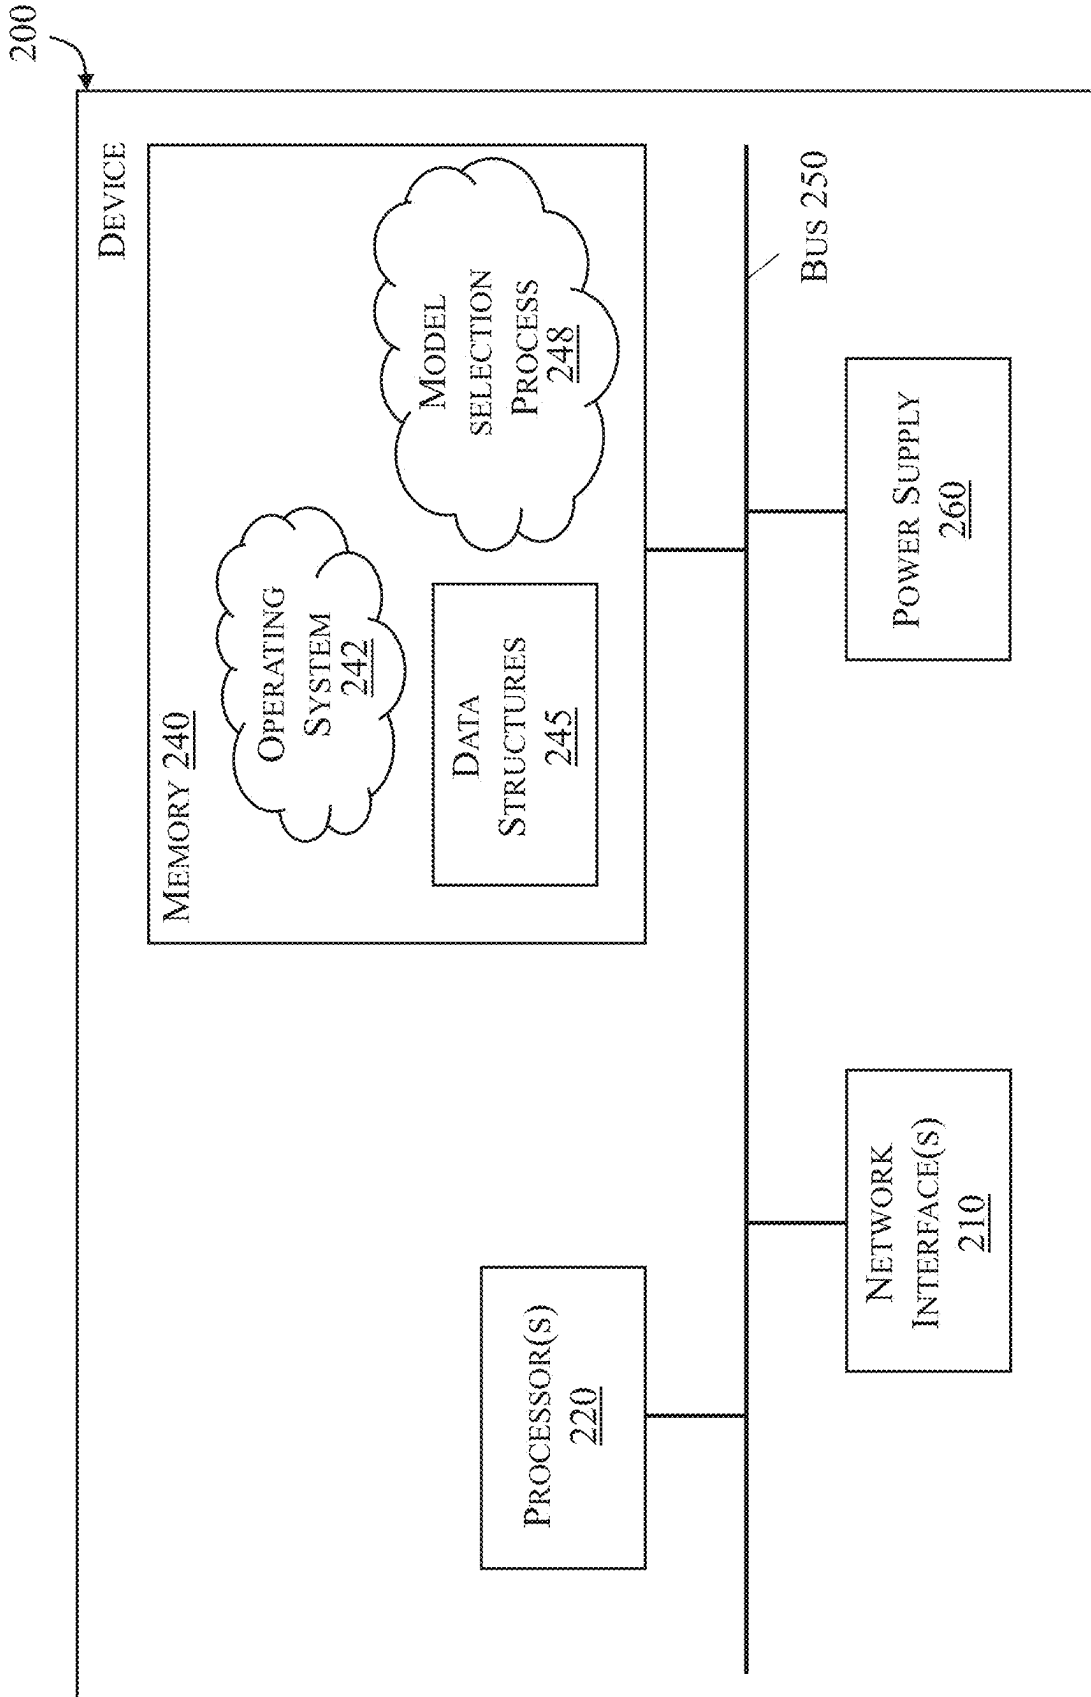 200
DEVICE
MEMORY 240
OPERATING
SYSTEM
242
MODEL
SELECTION
PROCESS
248
DATA
STRUCTURES
245
PROCESSOR(S)
220
BUS 250
NETWORK
INTERFACE(S)
210
POWER SUPPLY
260